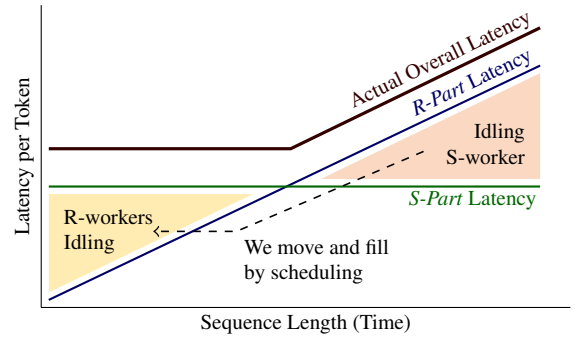 Actual Overall Latency
R-Part Latency
Idling
S-worker
S-Part Latency
R-workers
Idling
We move and fill
by scheduling
Latency per Token
Sequence Length (Time)